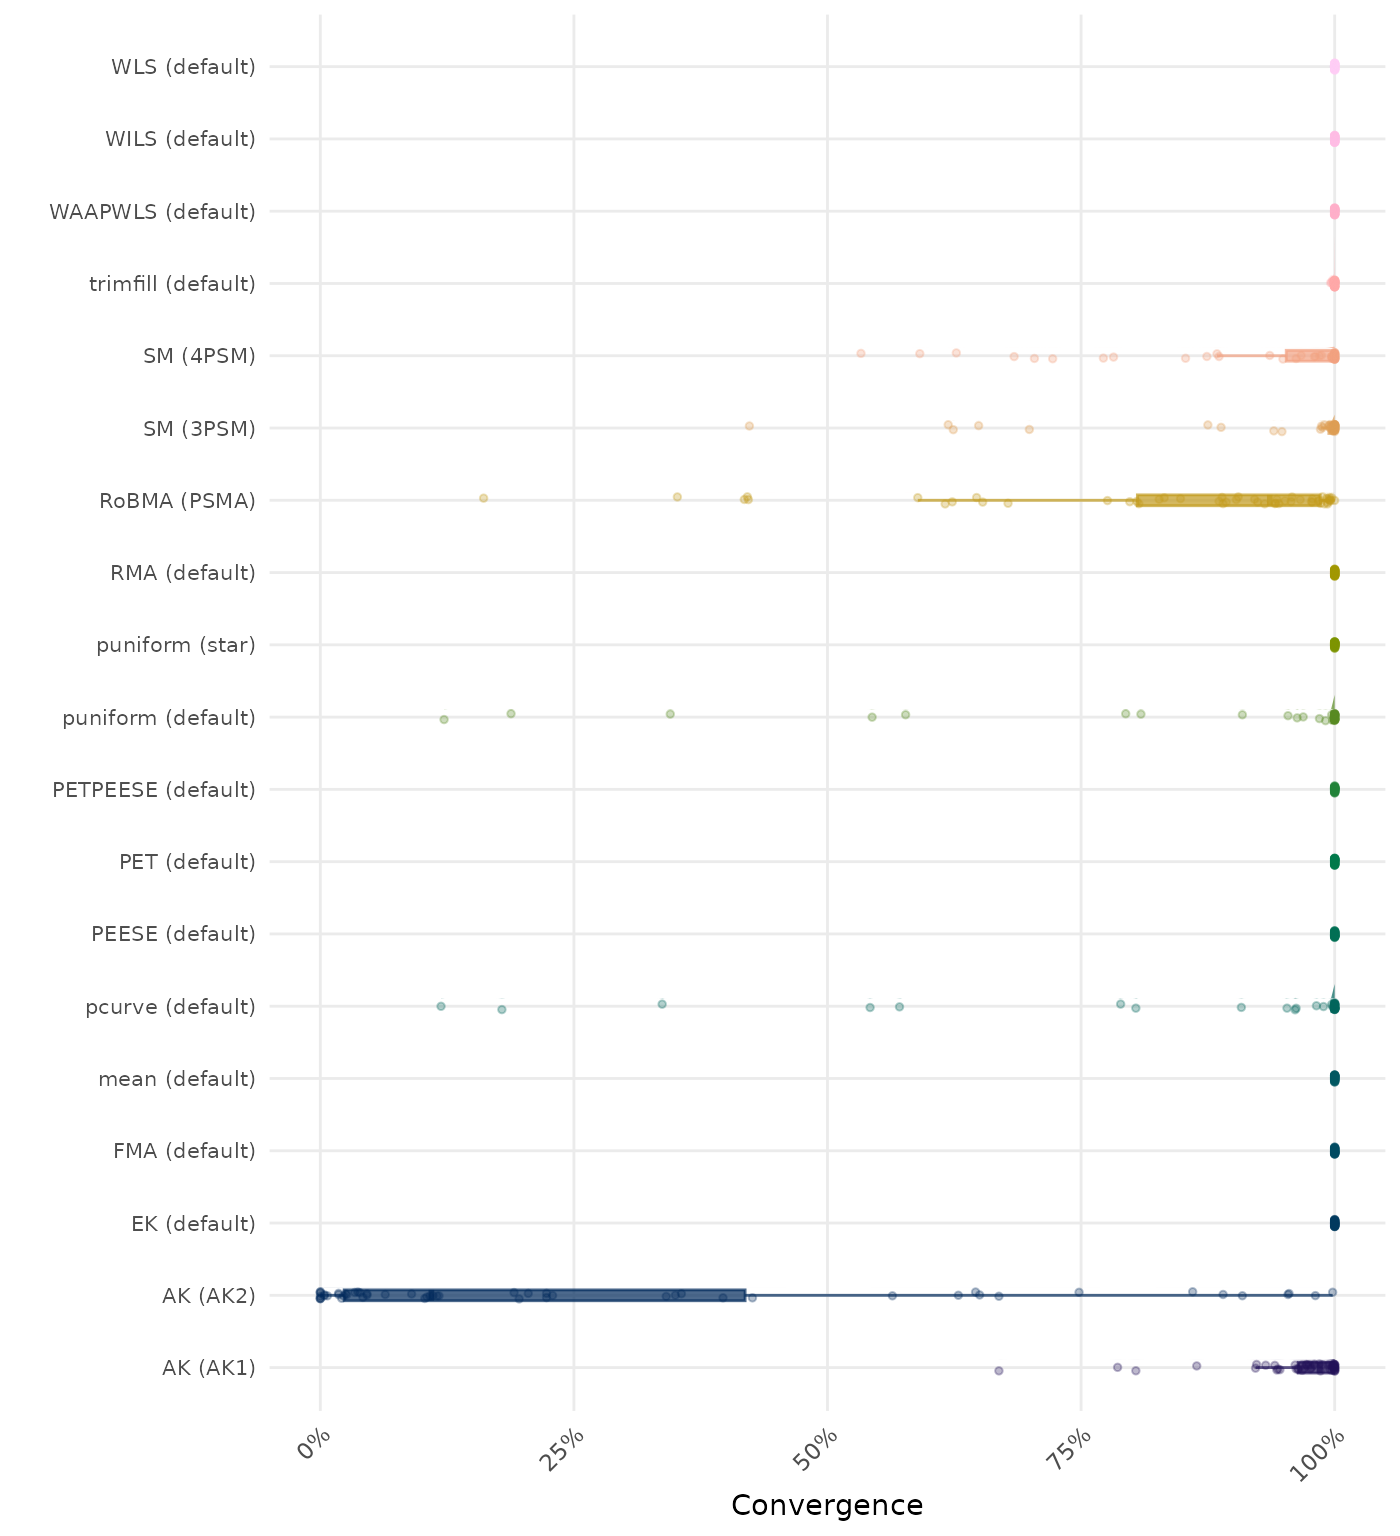 WLS (default)
WILS (default)
WAAPWLS (default)
trimfill (default)
SM (4PSM)
SM (3PSM)
RoBMA (PSMA)
RMA (default)
puniform (star)
puniform (default)
PETPEESE (default)
PET (default)
PEESE (default)
pcurve (default)
mean (default)
FMA (default)
EK (default)
AK (AK2)
AK (AK1)
0% 25% 50% 75% 100%
Convergence